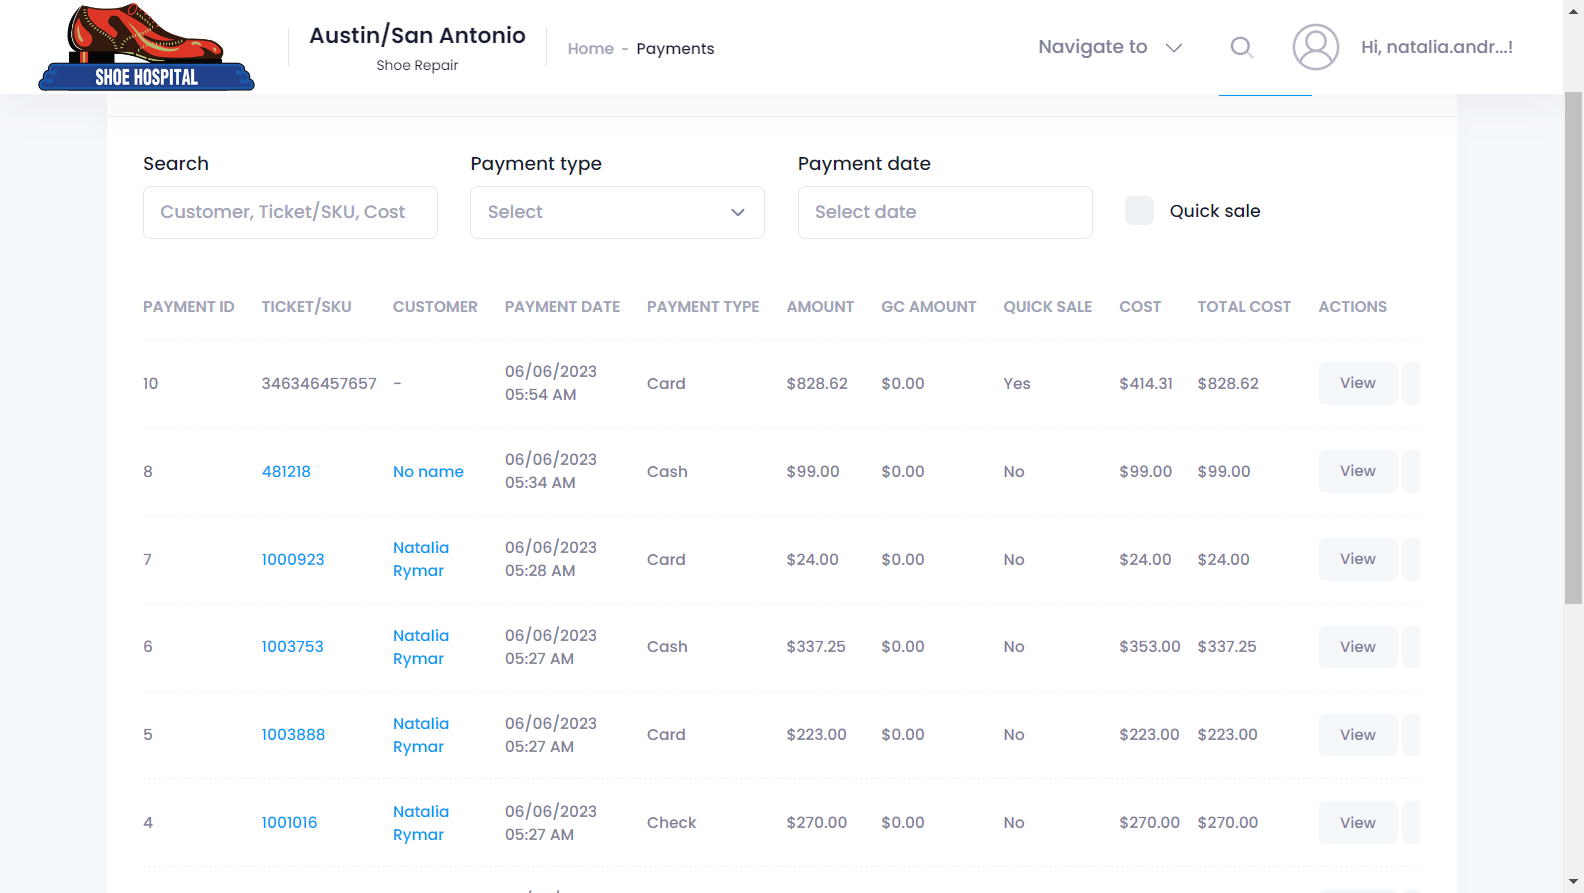 SHOE HOSPITAL
Austin/San Antonio
Shoe Repair
Home - Payments
Navigate to
Hi, natalia.andr...!
Search
Payment type
Payment date
Customer, Ticket/SKU, Cost
Select
Select date
Quick sale
PAYMENT ID TICKET/SKU CUSTOMER PAYMENT DATE PAYMENT TYPE AMOUNT GC AMOUNT QUICK SALE COST TOTAL COST ACTIONS
10 346346457657 - 06/06/2023 05:54 AM Card $828.62 $0.00 Yes $414.31 $828.62 View
8 481218 No name 06/06/2023 05:34 AM Cash $99.00 $0.00 No $99.00 $99.00 View
7 1000923 Natalia Rymar 06/06/2023 05:28 AM Card $24.00 $0.00 No $24.00 $24.00 View
6 1003753 Natalia Rymar 06/06/2023 05:27 AM Cash $337.25 $0.00 No $353.00 $337.25 View
5 1003888 Natalia Rymar 06/06/2023 05:27 AM Card $223.00 $0.00 No $223.00 $223.00 View
4 1001016 Natalia Rymar 06/06/2023 05:27 AM Check $270.00 $0.00 No $270.00 $270.00 View